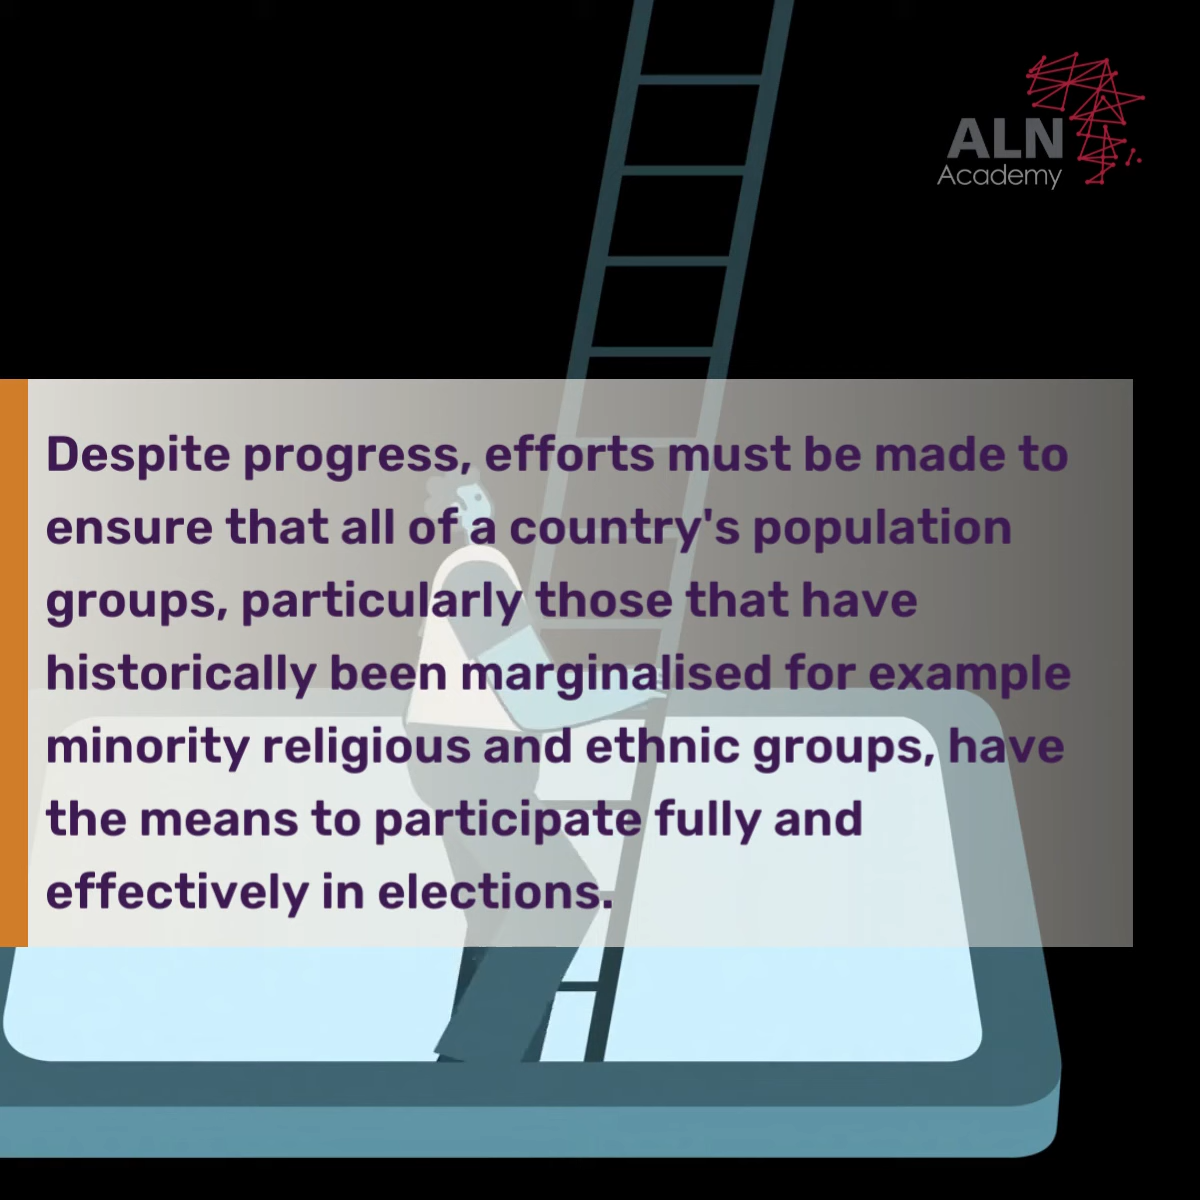 ALN
Academy
Despite progress, efforts must be made to
ensure that all of a country's population
groups, particularly those that have
historically been marginalised for example
minority religious and ethnic groups, have
the means to participate fully and
effectively in elections.